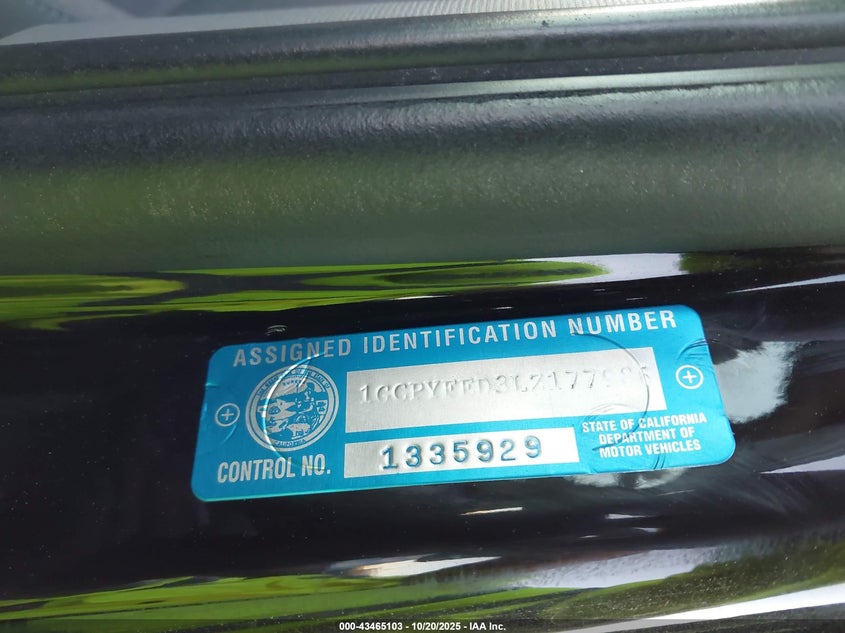 ASSIGNED IDENTIFICATION NUMBER
CONTROL NO.
1335929
STATE OF CALIFORNIA
DEPARTMENT OF
MOTOR VEHICLES
000-43465103 - 10/20/2025 - IAA Inc.